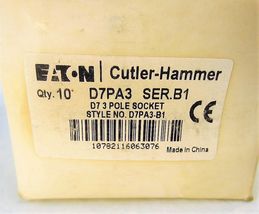 EATON Cutler-Hammer
Qty. 10 D7PA3 SER.B1
D7 3 POLE SOCKET
STYLE NO. D7PA3-B1
CE
10782116063076
Made in China